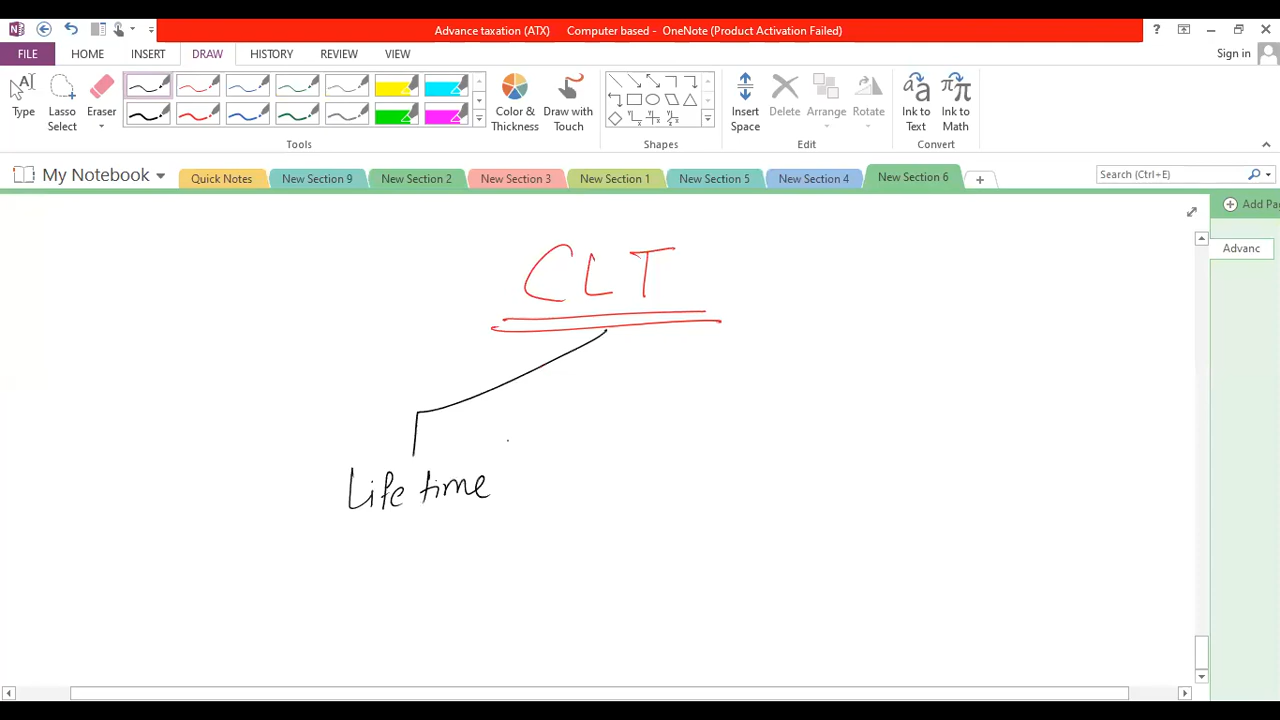 Advance taxation (ATX) Computer based - OneNote (Product Activation Failed)
FILE HOME INSERT DRAW HISTORY REVIEW VIEW Sign in
Type Lasso Select Eraser Color & Thickness Draw with Touch Insert Space Delete Arrange Rotate Ink to Text Ink to Math
Tools Shapes Edit Convert
My Notebook Quick Notes New Section 9 New Section 2 New Section 3 New Section 1 New Section 5 New Section 4 New Section 6 Search (Ctrl+E)
Add Pag
Advanc
CLT
Life time